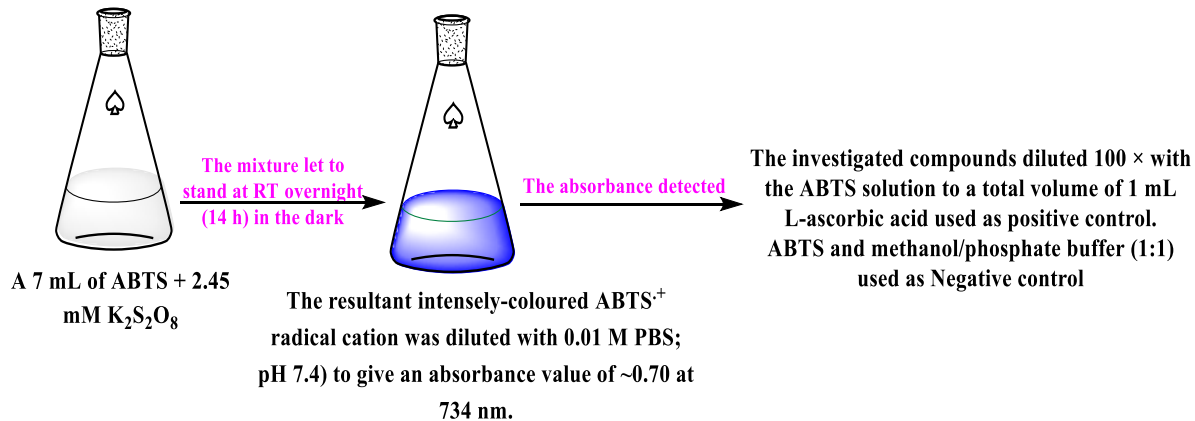 A 7 mL of ABTS + 2.45
mM K₂S₂O₈
The mixture let to
stand at RT overnight
(14 h) in the dark
The resultant intensely-coloured ABTS·⁺
radical cation was diluted with 0.01 M PBS;
pH 7.4) to give an absorbance value of ~0.70 at
734 nm.
The absorbance detected
The investigated compounds diluted 100 × with
the ABTS solution to a total volume of 1 mL
L-ascorbic acid used as positive control.
ABTS and methanol/phosphate buffer (1:1)
used as Negative control